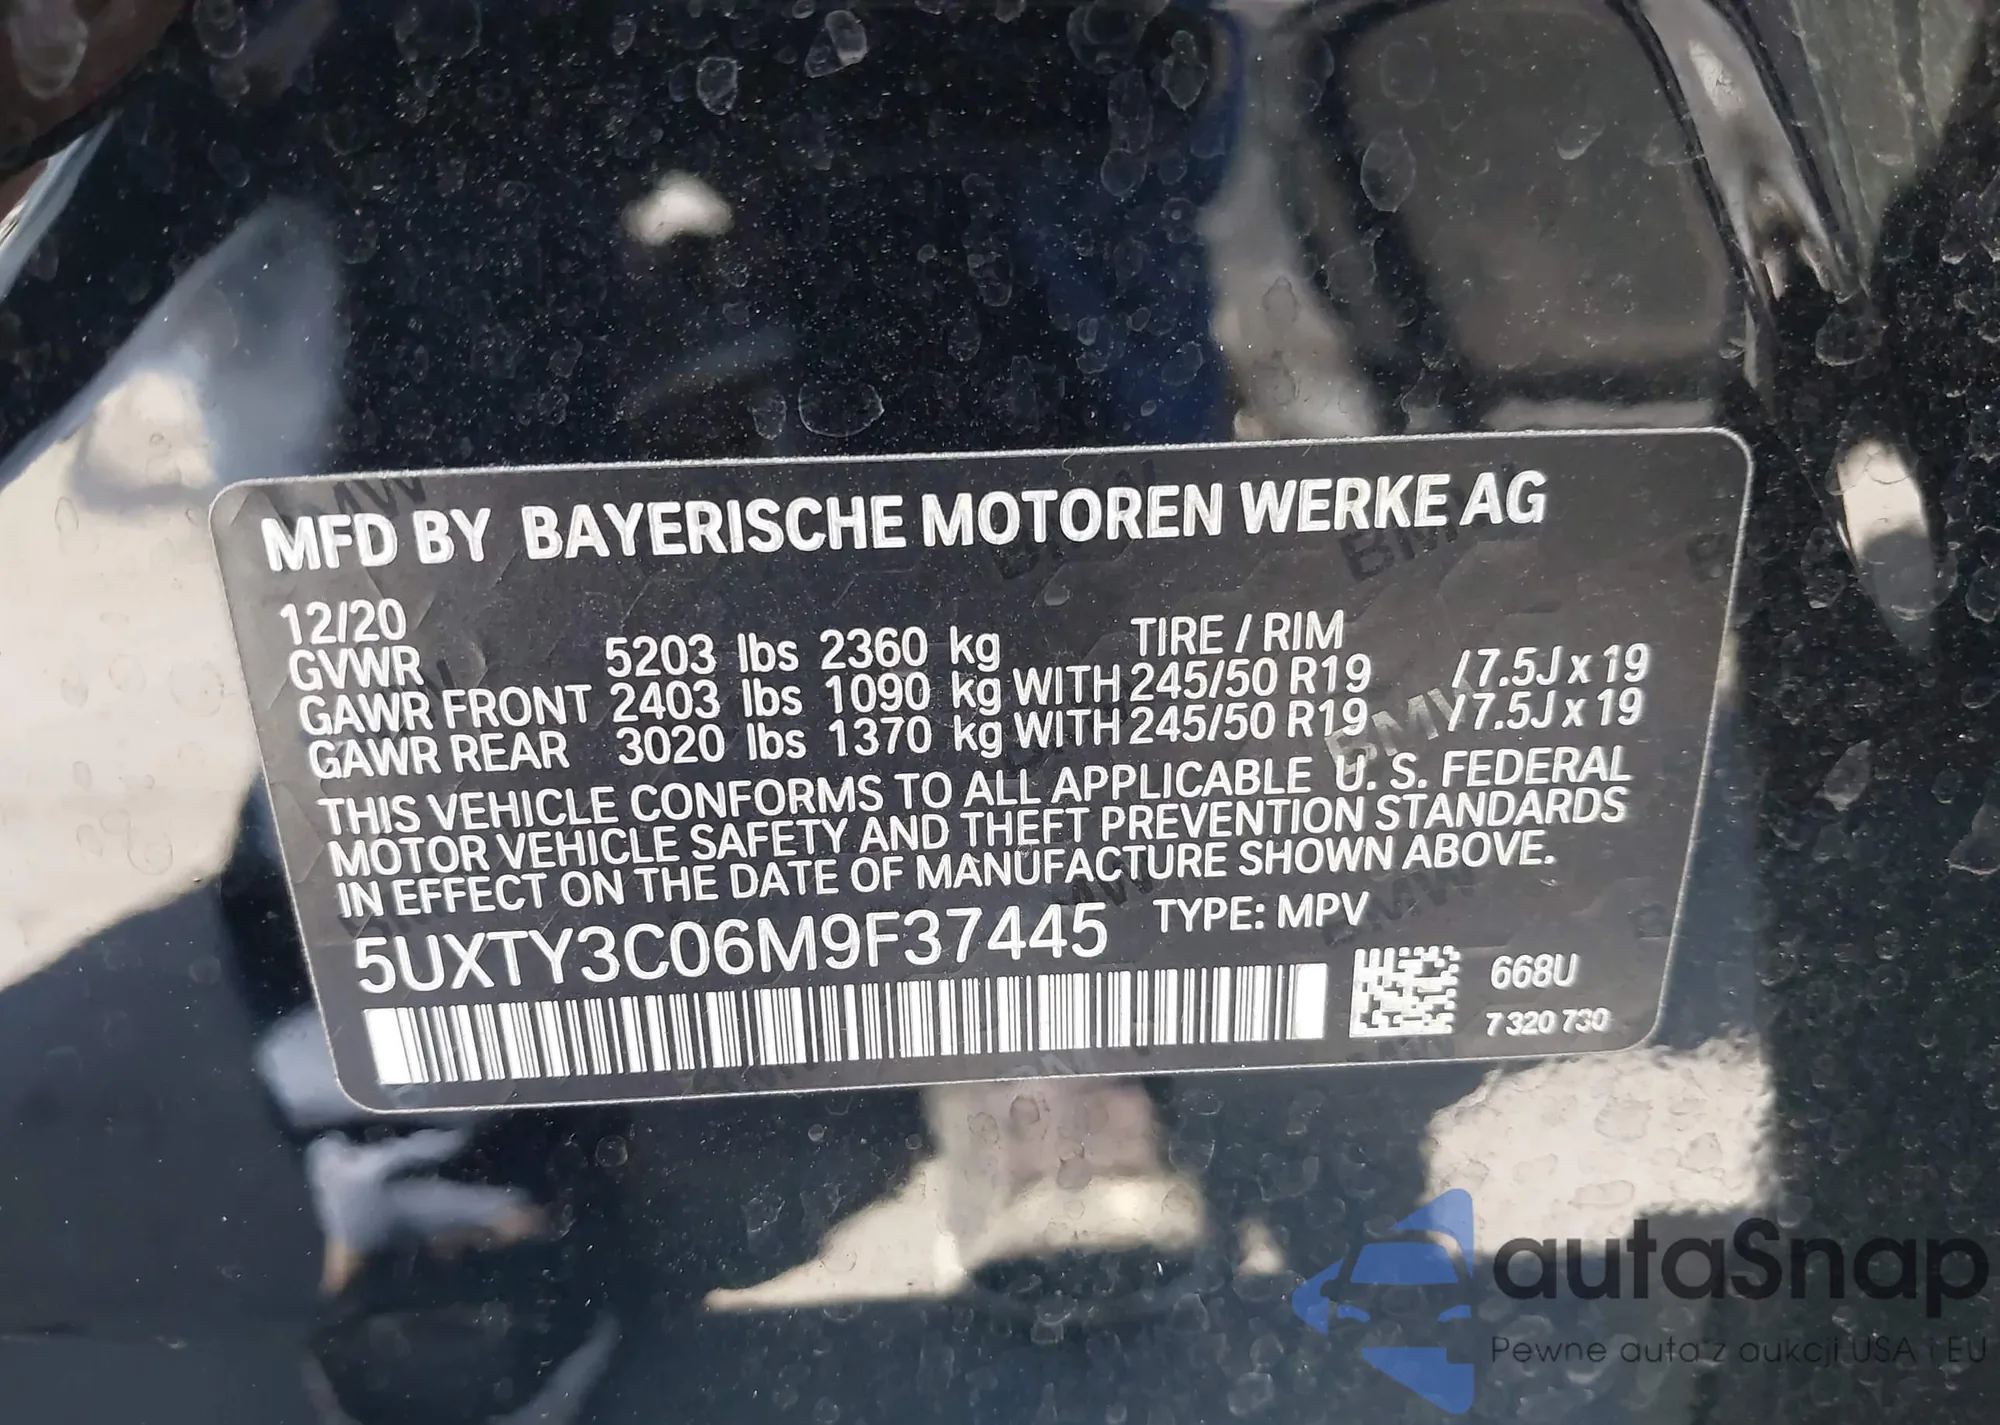 MFD BY BAYERISCHE MOTOREN WERKE AG
12/20 TIRE / RIM
GVWR 5203 lbs 2360 kg
GAWR FRONT 2403 lbs 1090 kg WITH 245/50 R19 /7.5J x 19
GAWR REAR 3020 lbs 1370 kg WITH 245/50 R19 /7.5J x 19
THIS VEHICLE CONFORMS TO ALL APPLICABLE U. S. FEDERAL
MOTOR VEHICLE SAFETY AND THEFT PREVENTION STANDARDS
IN EFFECT ON THE DATE OF MANUFACTURE SHOWN ABOVE.
5UXTY3C06M9F37445 TYPE: MPV
668U
7 320 730
autaSnap
Pewne auta z aukcji USA i EU